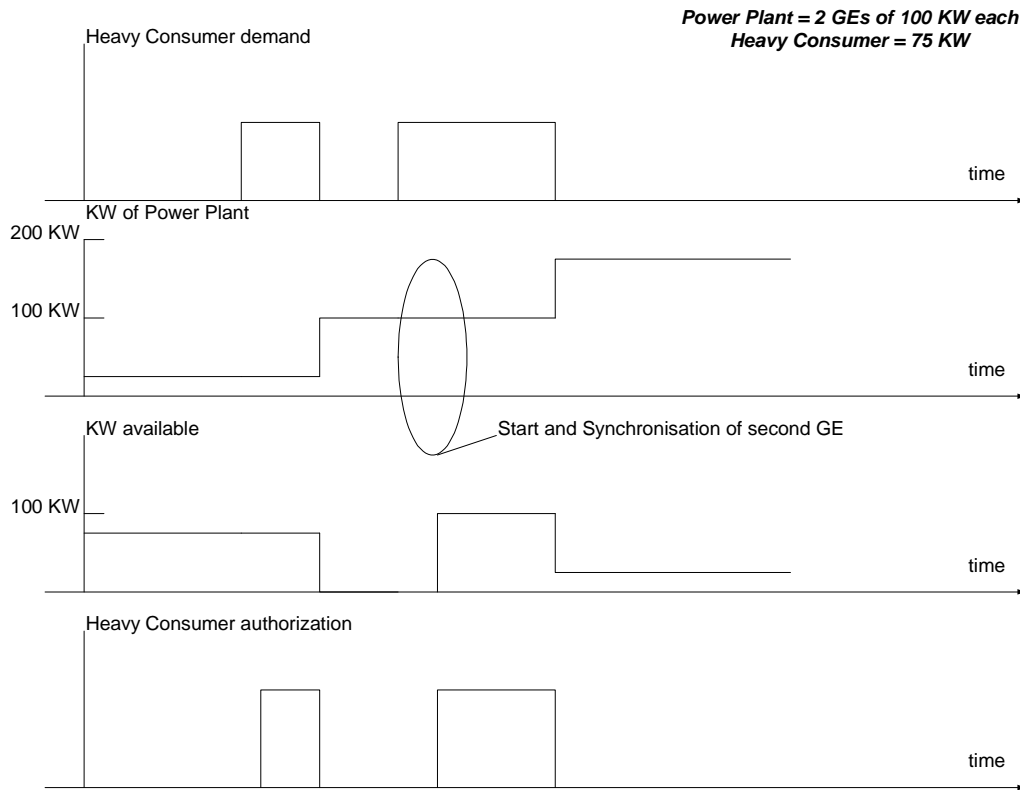 Power Plant = 2 GEs of 100 KW each
Heavy Consumer = 75 KW
Heavy Consumer demand
time
KW of Power Plant
200 KW
100 KW
time
KW available
Start and Synchronisation of second GE
100 KW
time
Heavy Consumer authorization
time